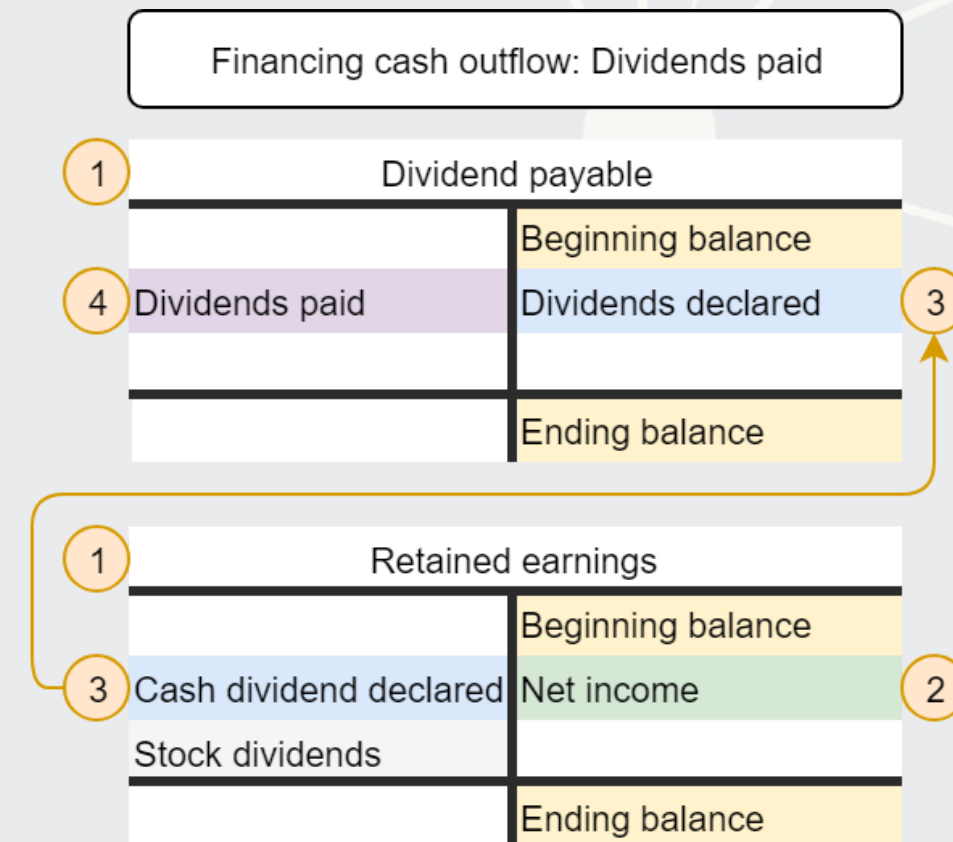 Financing cash outflow: Dividends paid
1 Dividend payable
Beginning balance
4 Dividends paid Dividends declared 3
Ending balance
1 Retained earnings
Beginning balance
3 Cash dividend declared Net income 2
Stock dividends
Ending balance